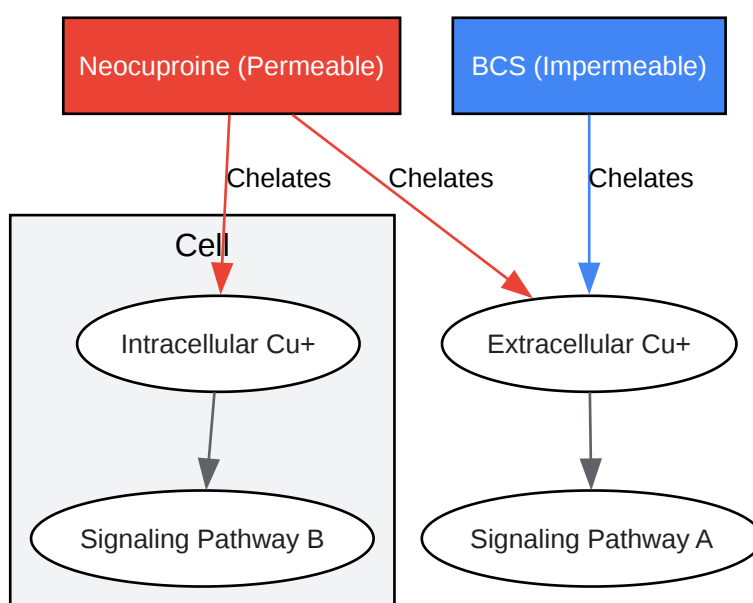 Neocuproine (Permeable)
BCS (Impermeable)
Chelates
Chelates
Chelates
Cell
Intracellular Cu+
Extracellular Cu+
Signaling Pathway B
Signaling Pathway A